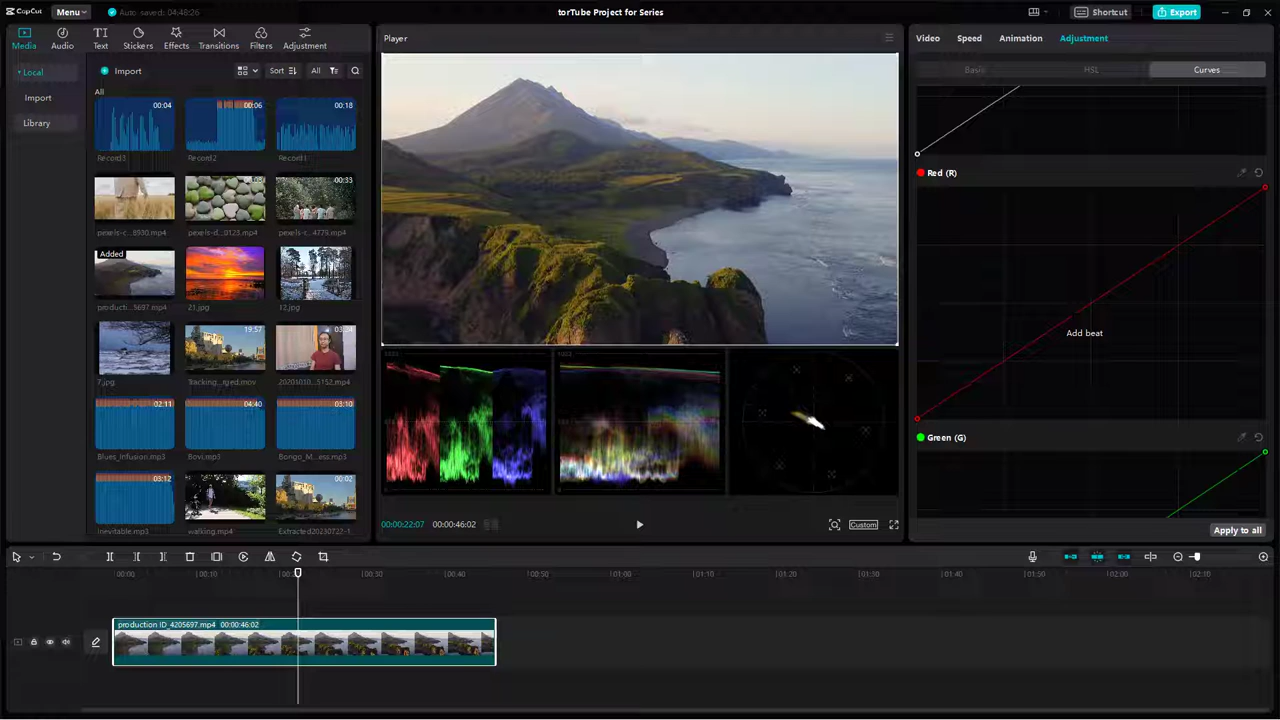 CapCut
Menu
Auto saved: 04:48:26
torTube Project for Series
Shortcut
Export
Media
Audio
Text
Stickers
Effects
Transitions
Filters
Adjustment
Player
Video
Speed
Animation
Adjustment
Local
Import
Library
Import
Sort
All
All
Basic
HSL
Curves
00:04
00:06
00:18
Record3
Record2
Record1
00:33
pexels-c...8930.mp4
pexels-d...0123.mp4
pexels-c...4779.mp4
Added
producti...5697.mp4
21.jpg
12.jpg
19:57
03:24
7.jpg
Tracking...rged.mov
20201010...5152.mp4
02:11
04:40
03:10
Blues_Infusion.mp3
Bovi.mp3
Bongo_M...ess.mp3
03:12
00:02
Inevitable.mp3
walking.mp4
Extracted20230722-1
00:00:22:07
00:00:46:02
Custom
Red (R)
Add beat
Green (G)
Apply to all
00:00
00:10
00:30
00:40
00:50
01:00
01:10
01:20
01:30
01:40
01:50
02:00
02:10
production ID_4205697.mp4 00:00:46:02